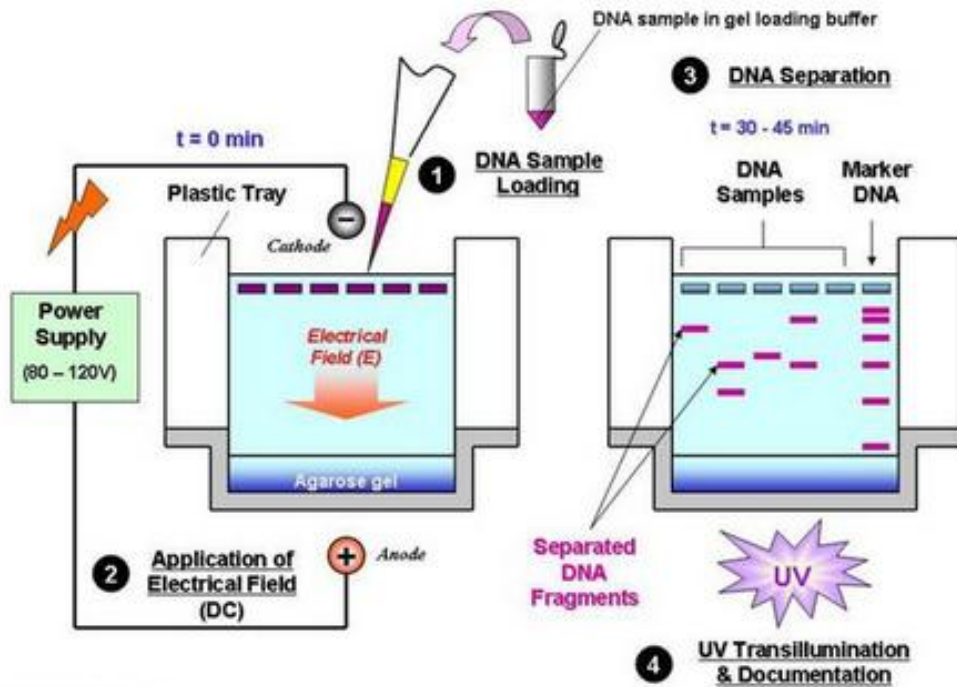 DNA sample in gel loading buffer
3 DNA Separation
t = 0 min
t = 30 - 45 min
1 DNA Sample
Loading
DNA
Samples
Marker
DNA
Plastic Tray
−
Cathode
Power
Supply
(80 – 120V)
Electrical
Field (E)
Agarose gel
2 Application of
Electrical Field
(DC)
+
Anode
Separated
DNA
Fragments
UV
4 UV Transillumination
& Documentation